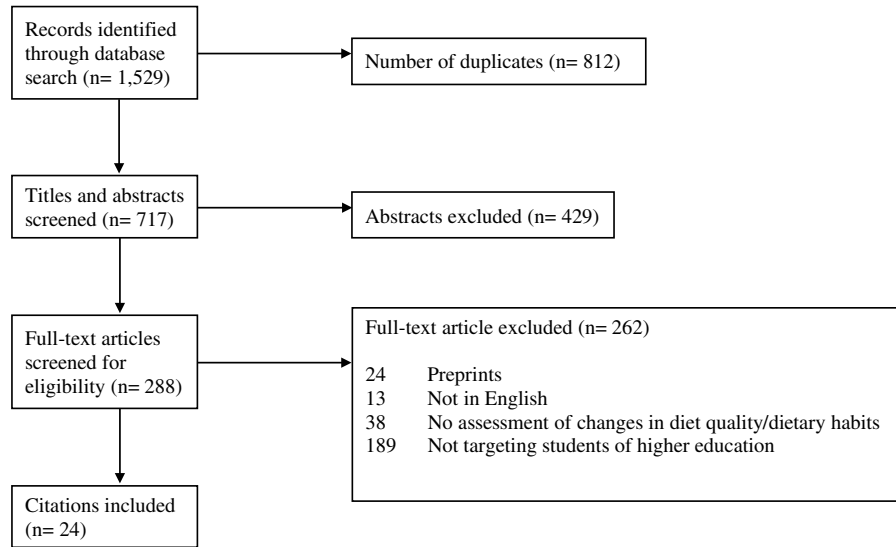 Records identified
through database
search (n= 1,529)
Number of duplicates (n= 812)
Titles and abstracts
screened (n= 717)
Abstracts excluded (n= 429)
Full-text articles
screened for
eligibility (n= 288)
Full-text article excluded (n= 262)
24 Preprints
13 Not in English
38 No assessment of changes in diet quality/dietary habits
189 Not targeting students of higher education
Citations included
(n= 24)